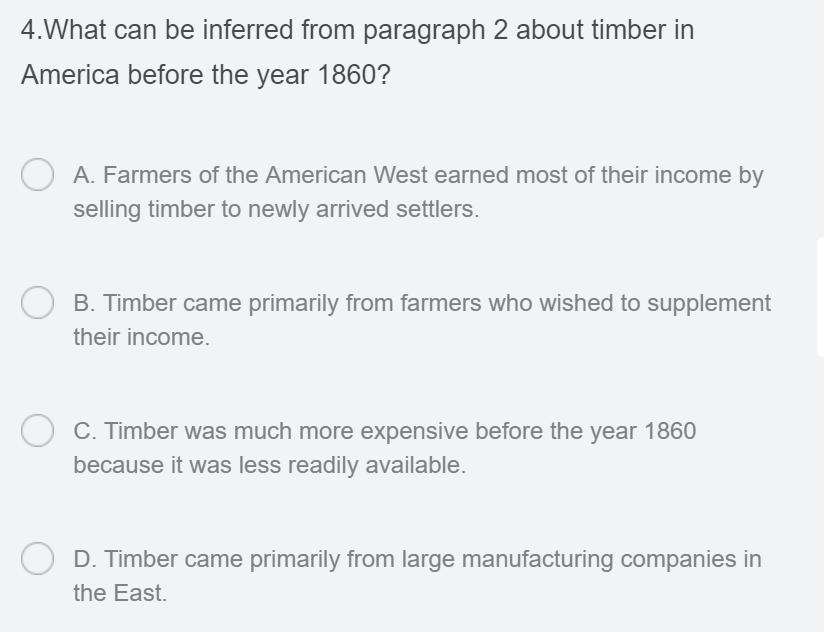 4.What can be inferred from paragraph 2 about timber in
America before the year 1860?
A. Farmers of the American West earned most of their income by
selling timber to newly arrived settlers.
B. Timber came primarily from farmers who wished to supplement
their income.
C. Timber was much more expensive before the year 1860
because it was less readily available.
D. Timber came primarily from large manufacturing companies in
the East.